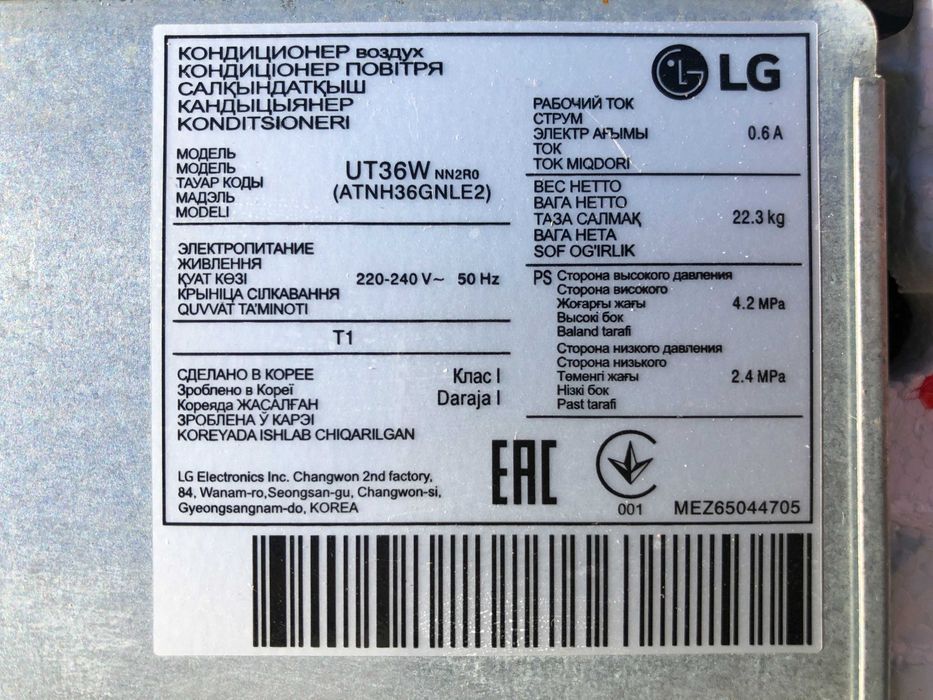 КОНДИЦИОНЕР воздух
КОНДИЦІОНЕР ПОВІТРЯ
САЛҚЫНДАТҚЫШ
КАНДЫЦЫЯНЕР
KONDITSIONERI
МОДЕЛЬ
МОДЕЛЬ
ТАУАР КОДЫ
МАДЭЛЬ
MODELI
UT36W NN2R0
(ATNH36GNLE2)
ЭЛЕКТРОПИТАНИЕ
ЖИВЛЕННЯ
ҚУАТ КӨЗІ
КРЫНІЦА СІЛКАВАННЯ
QUVVAT TA'MINOTI
220-240 V~ 50 Hz
T1
СДЕЛАНО В КОРЕЕ
Зроблено в Кореї
Кореяда ЖАСАЛҒАН
ЗРОБЛЕНА Ў КАРЭІ
KOREYADA ISHLAB CHIQARILGAN
Клас I
Daraja I
LG Electronics Inc. Changwon 2nd factory,
84, Wanam-ro,Seongsan-gu, Changwon-si,
Gyeongsangnam-do, KOREA
LG
РАБОЧИЙ ТОК
СТРУМ
ЭЛЕКТР АҒЫМЫ
ТОК
TOK MIQDORI
0.6 A
ВЕС НЕТТО
ВАГА НЕТТО
ТАЗА САЛМАҚ
ВАГА НЕТА
SOF OG'IRLIK
22.3 kg
PS Сторона высокого давления
Сторона високого
Жоғарғы жағы
Высокі бок
Baland tarafi
4.2 MPa
Сторона низкого давления
Сторона низького
Төменгі жағы
Нізкі бок
Past tarafi
2.4 MPa
EAC
001
MEZ65044705